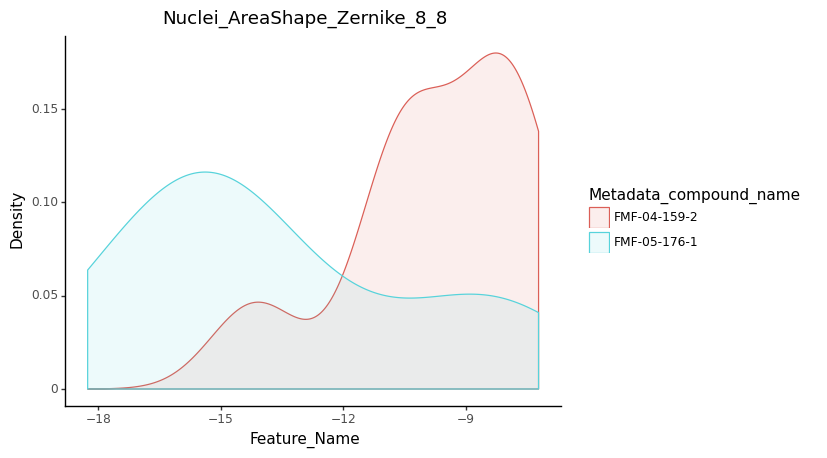 Nuclei_AreaShape_Zernike_8_8
0.15
0.10
0.05
0
Density
−18
−15
−12
−9
Feature_Name
Metadata_compound_name
FMF-04-159-2
FMF-05-176-1